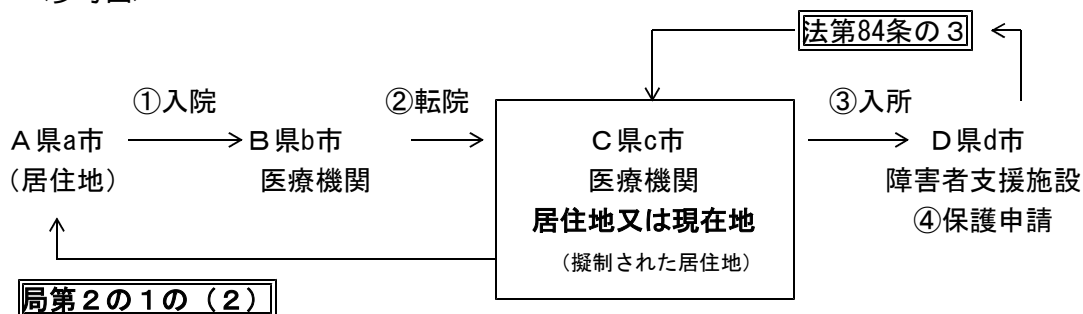 法第84条の3
①入院
②転院
③入所
A県a市
B県b市
C県c市
D県d市
(居住地)
医療機関
医療機関
障害者支援施設
居住地又は現在地
④保護申請
(擬制された居住地)
局第2の1の(2)